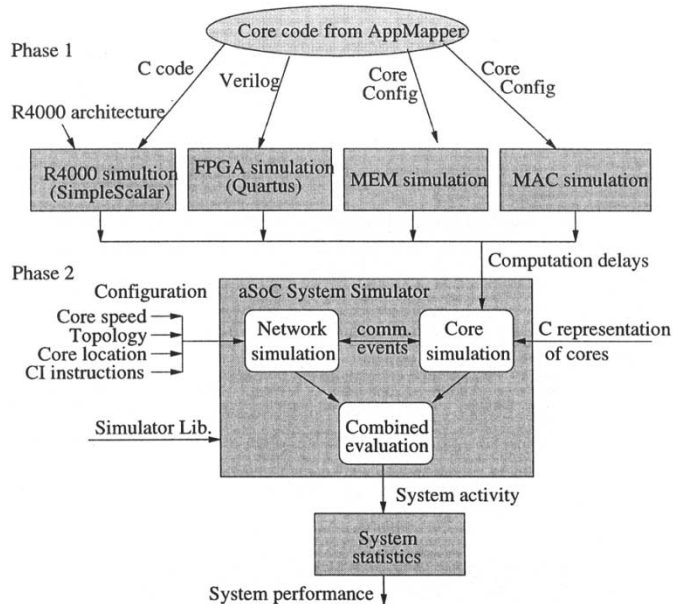 Core code from AppMapper
Phase 1
C code
Verilog
Core
Config
Core
Config
R4000 architecture
R4000 simultion
(SimpleScalar)
FPGA simulation
(Quartus)
MEM simulation
MAC simulation
Computation delays
Phase 2
Configuration
aSoC System Simulator
Core speed
Topology
Core location
CI instructions
Network
simulation
comm.
events
Core
simulation
C representation
of cores
Simulator Lib.
Combined
evaluation
System activity
System
statistics
System performance